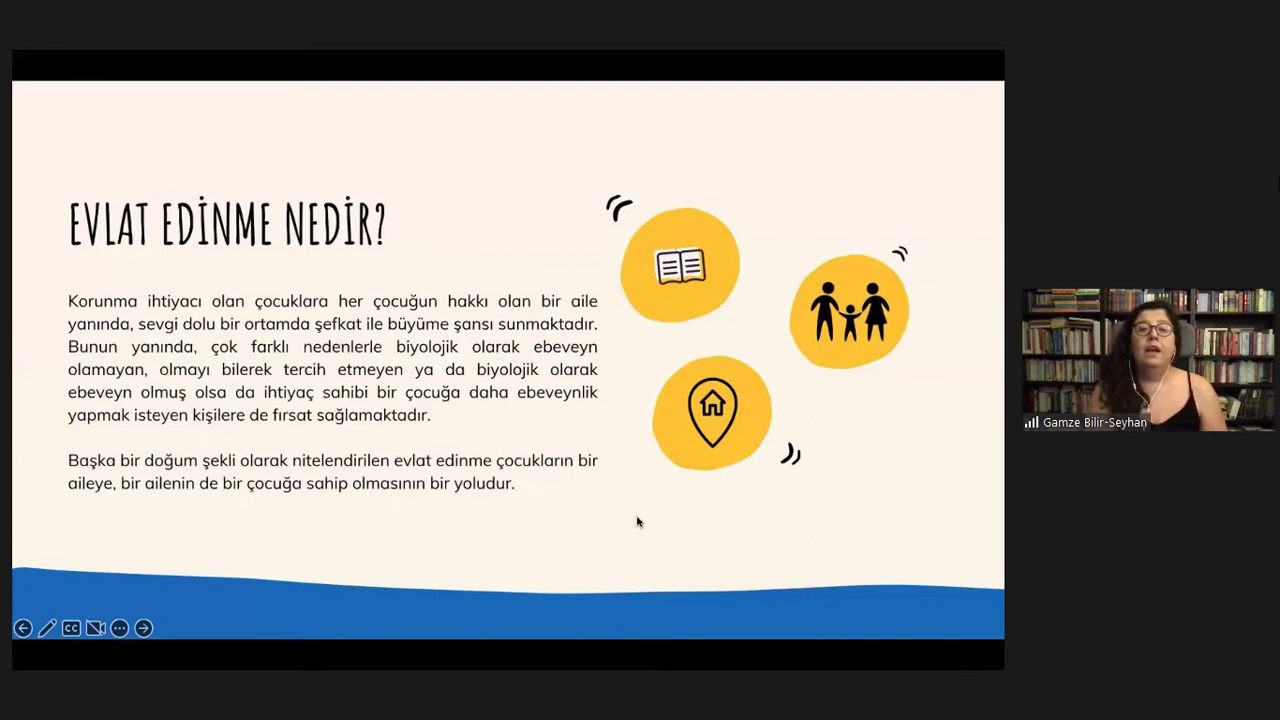 EVLAT EDİNME NEDİR?
Korunma ihtiyacı olan çocuklara her çocuğun hakkı olan bir aile
yanında, sevgi dolu bir ortamda şefkat ile büyüme şansı sunmaktadır.
Bunun yanında, çok farklı nedenlerle biyolojik olarak ebeveyn
olamayan, olmayı bilerek tercih etmeyen ya da biyolojik olarak
ebeveyn olmuş olsa da ihtiyaç sahibi bir çocuğa daha ebeveynlik
yapmak isteyen kişilere de fırsat sağlamaktadır.
Başka bir doğum şekli olarak nitelendirilen evlat edinme çocukların bir
aileye, bir ailenin de bir çocuğa sahip olmasının bir yoludur.
CC
Gamze Bilir-Seyhan